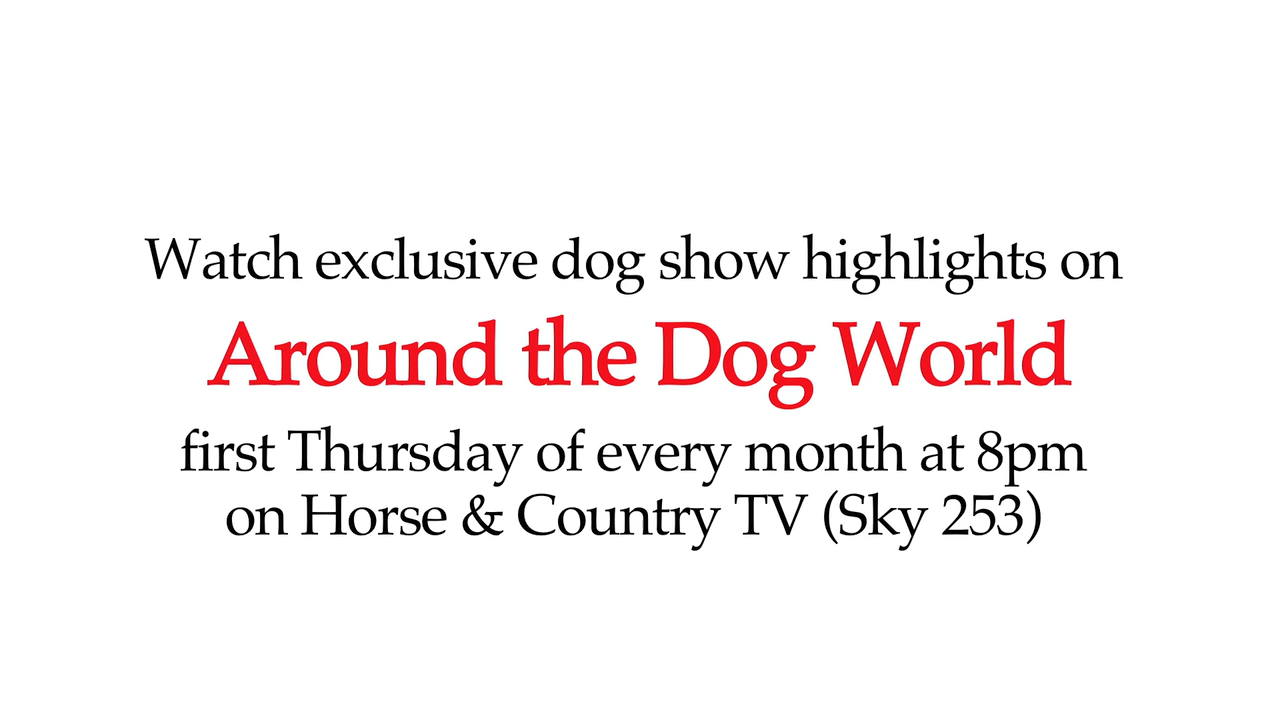 Watch exclusive dog show highlights on
Around the Dog World
first Thursday of every month at 8pm
on Horse & Country TV (Sky 253)